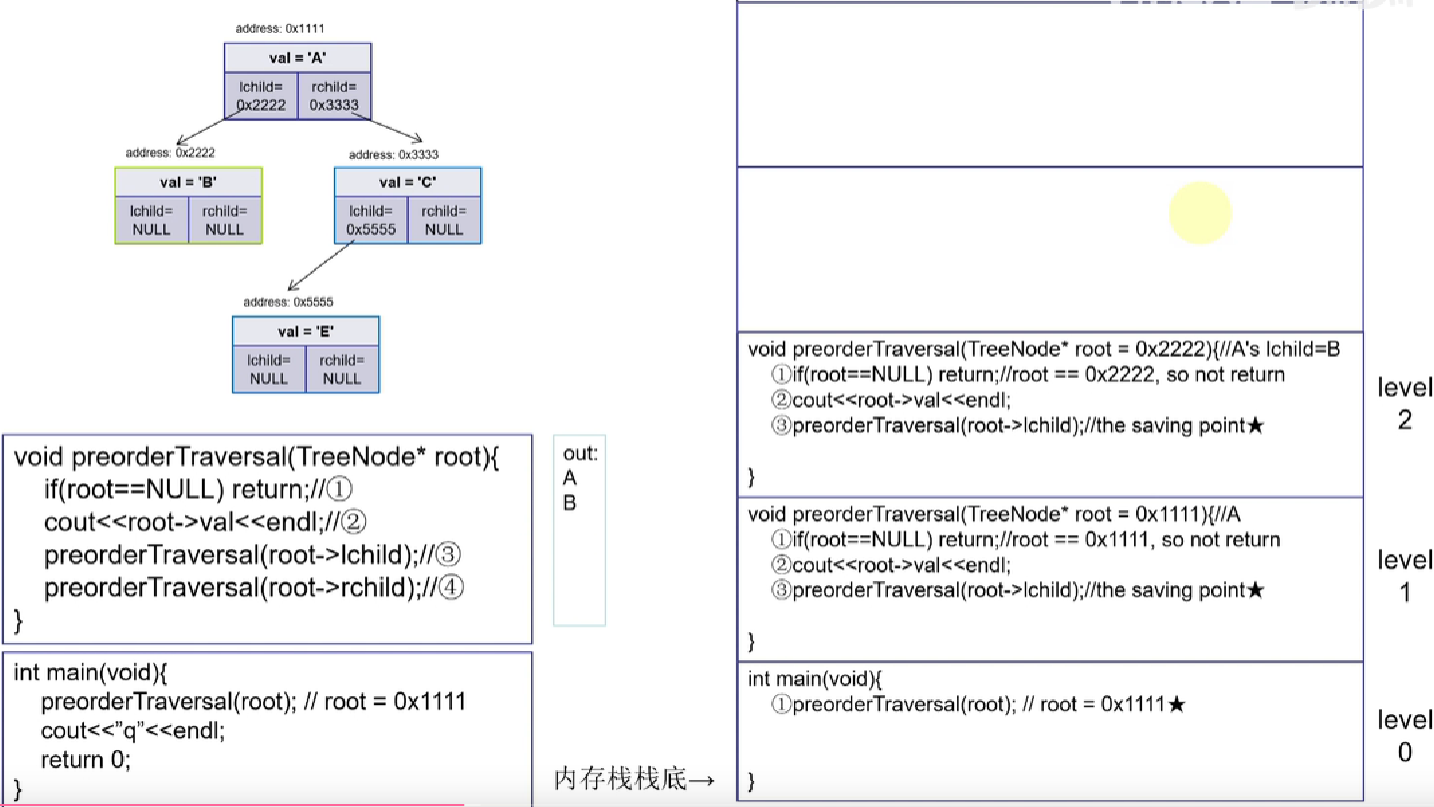 address: 0x1111
val = 'A'
lchild=
0x2222
rchild=
0x3333
address: 0x2222
val = 'B'
lchild=
NULL
rchild=
NULL
address: 0x3333
val = 'C'
lchild=
0x5555
rchild=
NULL
address: 0x5555
val = 'E'
lchild=
NULL
rchild=
NULL
void preorderTraversal(TreeNode* root){
if(root==NULL) return;//①
cout<<root->val<<endl;//②
preorderTraversal(root->lchild);//③
preorderTraversal(root->rchild);//④
}
out:
A
B
int main(void){
preorderTraversal(root); // root = 0x1111
cout<<”q”<<endl;
return 0;
}
内存栈栈底→
void preorderTraversal(TreeNode* root = 0x2222){//A's lchild=B
①if(root==NULL) return;//root == 0x2222, so not return
②cout<<root->val<<endl;
③preorderTraversal(root->lchild);//the saving point★
}
level
2
void preorderTraversal(TreeNode* root = 0x1111){//A
①if(root==NULL) return;//root == 0x1111, so not return
②cout<<root->val<<endl;
③preorderTraversal(root->lchild);//the saving point★
}
level
1
int main(void){
①preorderTraversal(root); // root = 0x1111★
}
level
0